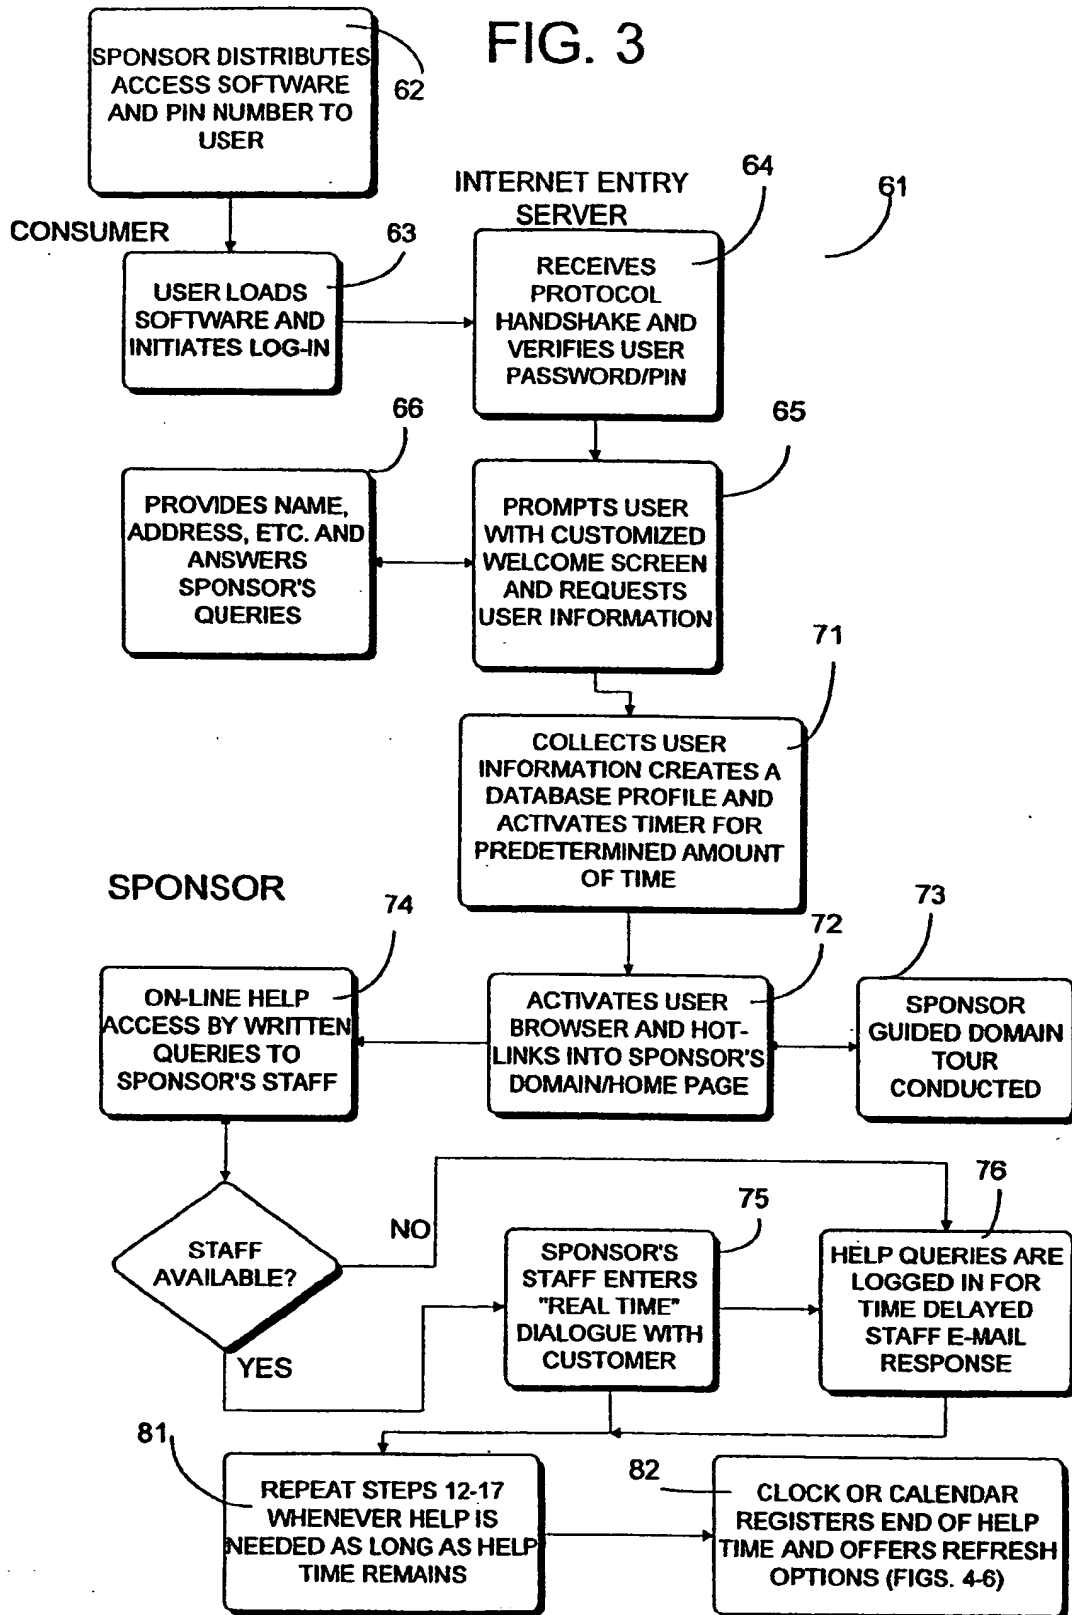 FIG. 3
SPONSOR DISTRIBUTES
ACCESS SOFTWARE
AND PIN NUMBER TO
USER
62
61
CONSUMER
63
USER LOADS
SOFTWARE AND
INITIATES LOG-IN
INTERNET ENTRY
SERVER
64
RECEIVES
PROTOCOL
HANDSHAKE AND
VERIFIES USER
PASSWORD/PIN
66
PROVIDES NAME,
ADDRESS, ETC. AND
ANSWERS
SPONSOR'S
QUERIES
65
PROMPTS USER
WITH CUSTOMIZED
WELCOME SCREEN
AND REQUESTS
USER INFORMATION
71
COLLECTS USER
INFORMATION CREATES A
DATABASE PROFILE AND
ACTIVATES TIMER FOR
PREDETERMINED AMOUNT
OF TIME
SPONSOR
74
ON-LINE HELP
ACCESS BY WRITTEN
QUERIES TO
SPONSOR'S STAFF
72
ACTIVATES USER
BROWSER AND HOT-
LINKS INTO SPONSOR'S
DOMAIN/HOME PAGE
73
SPONSOR
GUIDED DOMAIN
TOUR
CONDUCTED
STAFF
AVAILABLE?
NO
YES
75
SPONSOR'S
STAFF ENTERS
"REAL TIME"
DIALOGUE WITH
CUSTOMER
76
HELP QUERIES ARE
LOGGED IN FOR
TIME DELAYED
STAFF E-MAIL
RESPONSE
81
REPEAT STEPS 12-17
WHENEVER HELP IS
NEEDED AS LONG AS HELP
TIME REMAINS
82
CLOCK OR CALENDAR
REGISTERS END OF HELP
TIME AND OFFERS REFRESH
OPTIONS (FIGS. 4-6)